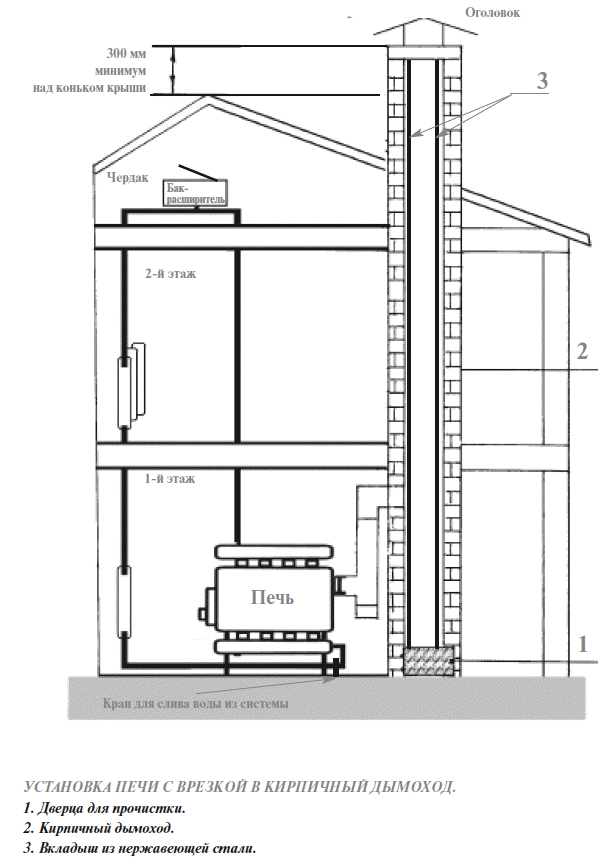 Оголовок
300 мм
минимум
над коньком крыши
3
Чердак
Бак-
расширитель
2-й этаж
2
1-й этаж
Печь
1
Кран для слива воды из системы
УСТАНОВКА ПЕЧИ С ВРЕЗКОЙ В КИРПИЧНЫЙ ДЫМОХОД.
1. Дверца для прочистки.
2. Кирпичный дымоход.
3. Вкладыш из нержавеющей стали.